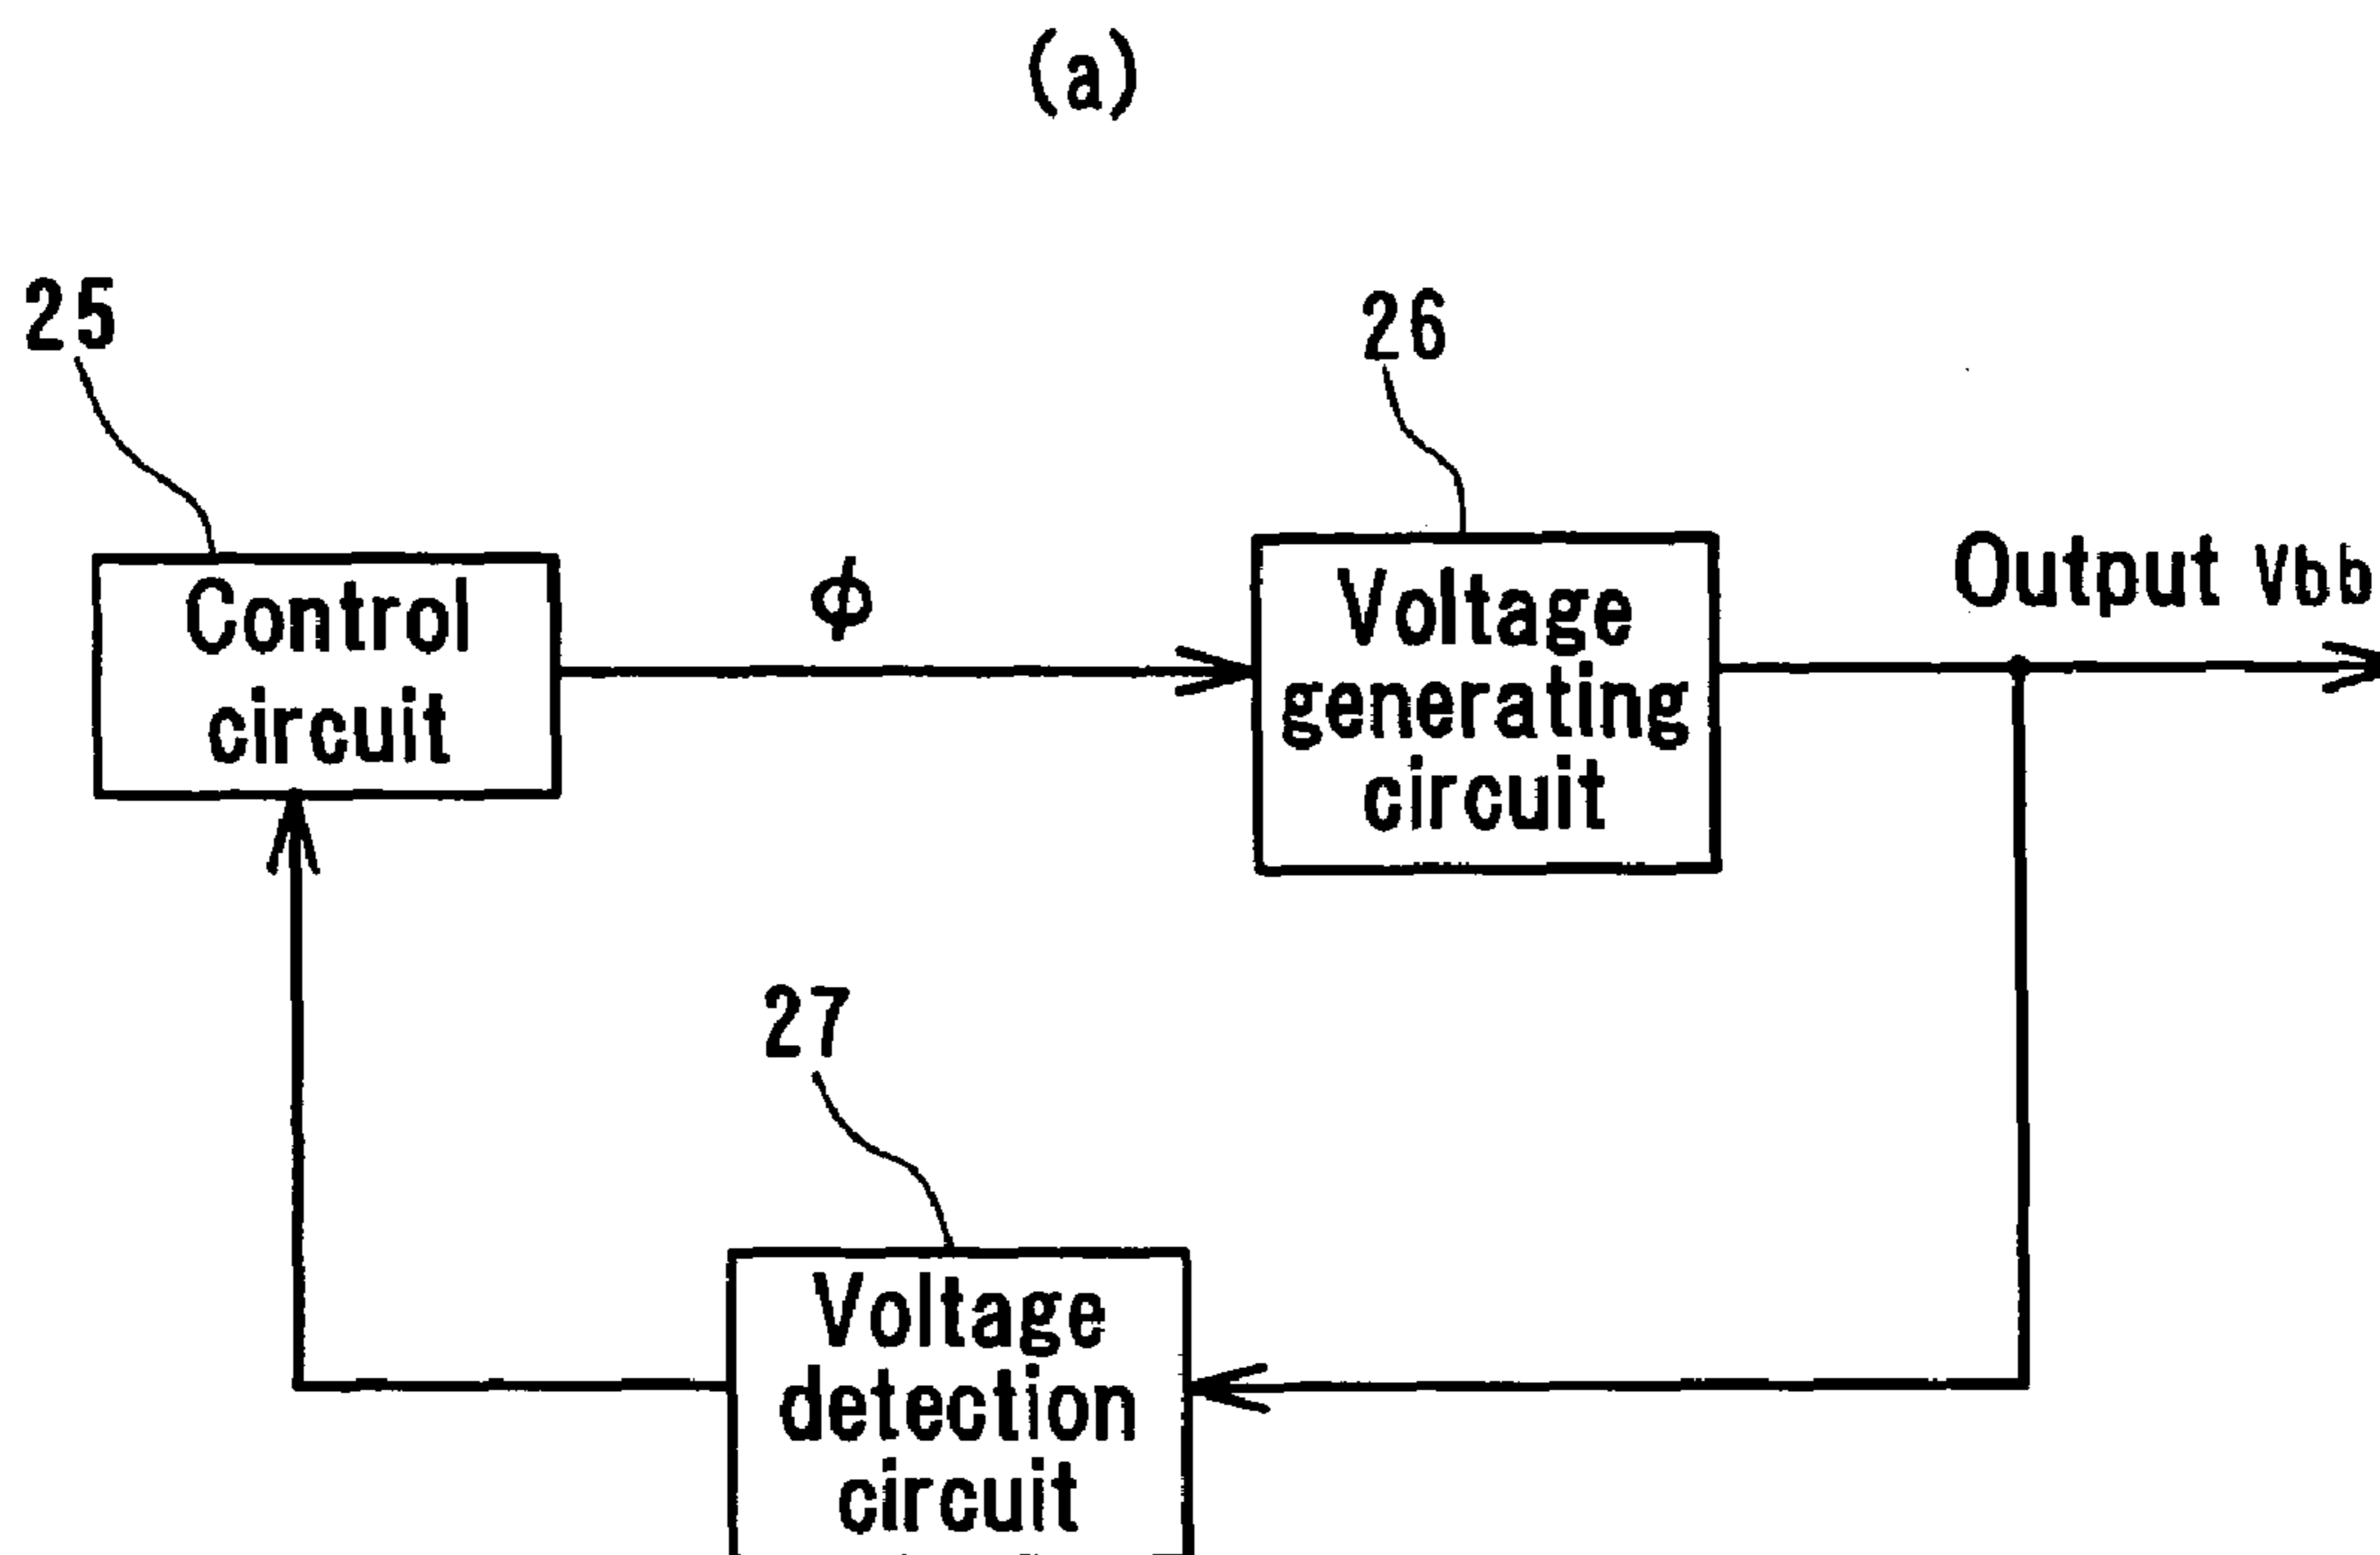 (a)
25
26
Control
circuit
ϕ
Voltage
generating
circuit
Output Vbb
27
Voltage
detection
circuit